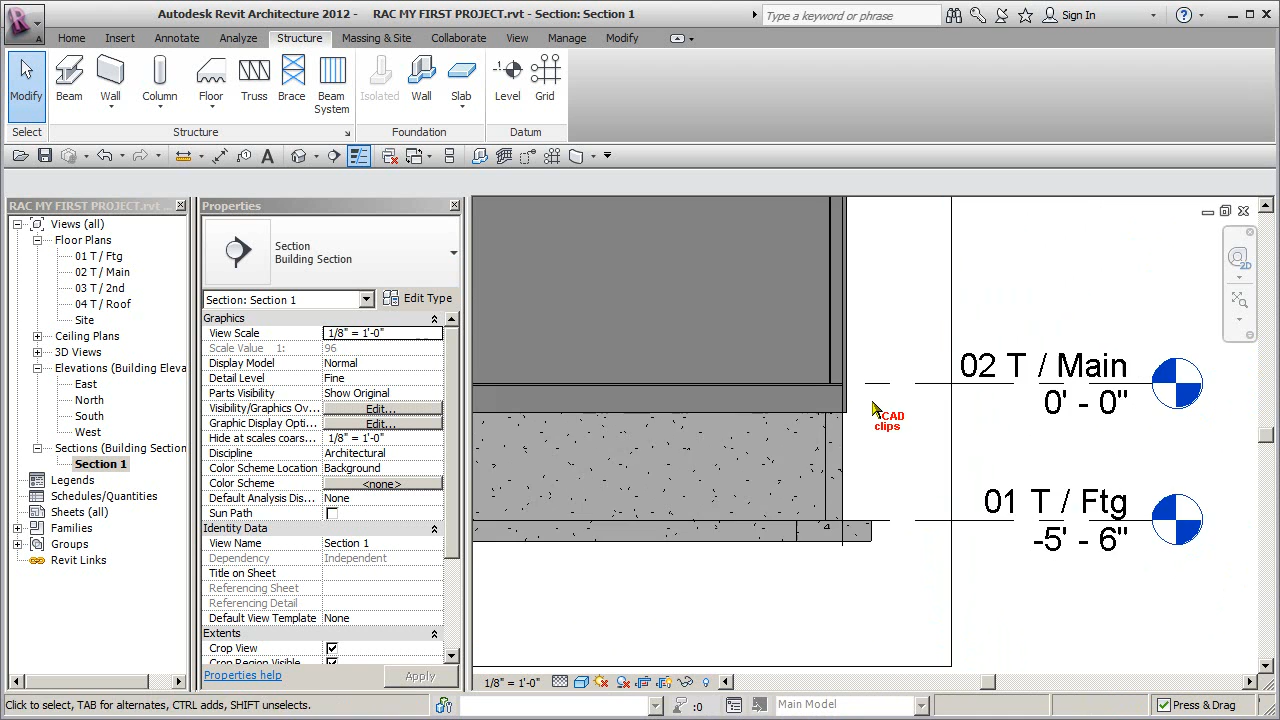 Autodesk Revit Architecture 2012 - RAC MY FIRST PROJECT.rvt - Section: Section 1
Type a keyword or phrase
Sign In
Home Insert Annotate Analyze Structure Massing & Site Collaborate View Manage Modify
Modify Beam Wall Column Floor Truss Brace Beam System Isolated Wall Slab Level Grid
Select Structure Foundation Datum
RAC MY FIRST PROJECT.rvt ...
Views (all)
Floor Plans
01 T / Ftg
02 T / Main
03 T / 2nd
04 T / Roof
Site
Ceiling Plans
3D Views
Elevations (Building Elevation
East
North
South
West
Sections (Building Section
Section 1
Legends
Schedules/Quantities
Sheets (all)
Families
Groups
Revit Links
Properties
Section
Building Section
Section: Section 1 Edit Type
Graphics
View Scale 1/8" = 1'-0"
Scale Value 1: 96
Display Model Normal
Detail Level Fine
Parts Visibility Show Original
Visibility/Graphics Ov... Edit...
Graphic Display Opti... Edit...
Hide at scales coars... 1/8" = 1'-0"
Discipline Architectural
Color Scheme Location Background
Color Scheme <none>
Default Analysis Dis... None
Sun Path
Identity Data
View Name Section 1
Dependency Independent
Title on Sheet
Referencing Sheet
Referencing Detail
Default View Template None
Extents
Crop View
Crop Region Visible
Properties help Apply
2D
02 T / Main
0' - 0"
CAD
clips
01 T / Ftg
-5' - 6"
1/8" = 1'-0"
Click to select, TAB for alternates, CTRL adds, SHIFT unselects.
:0
Main Model
Press & Drag